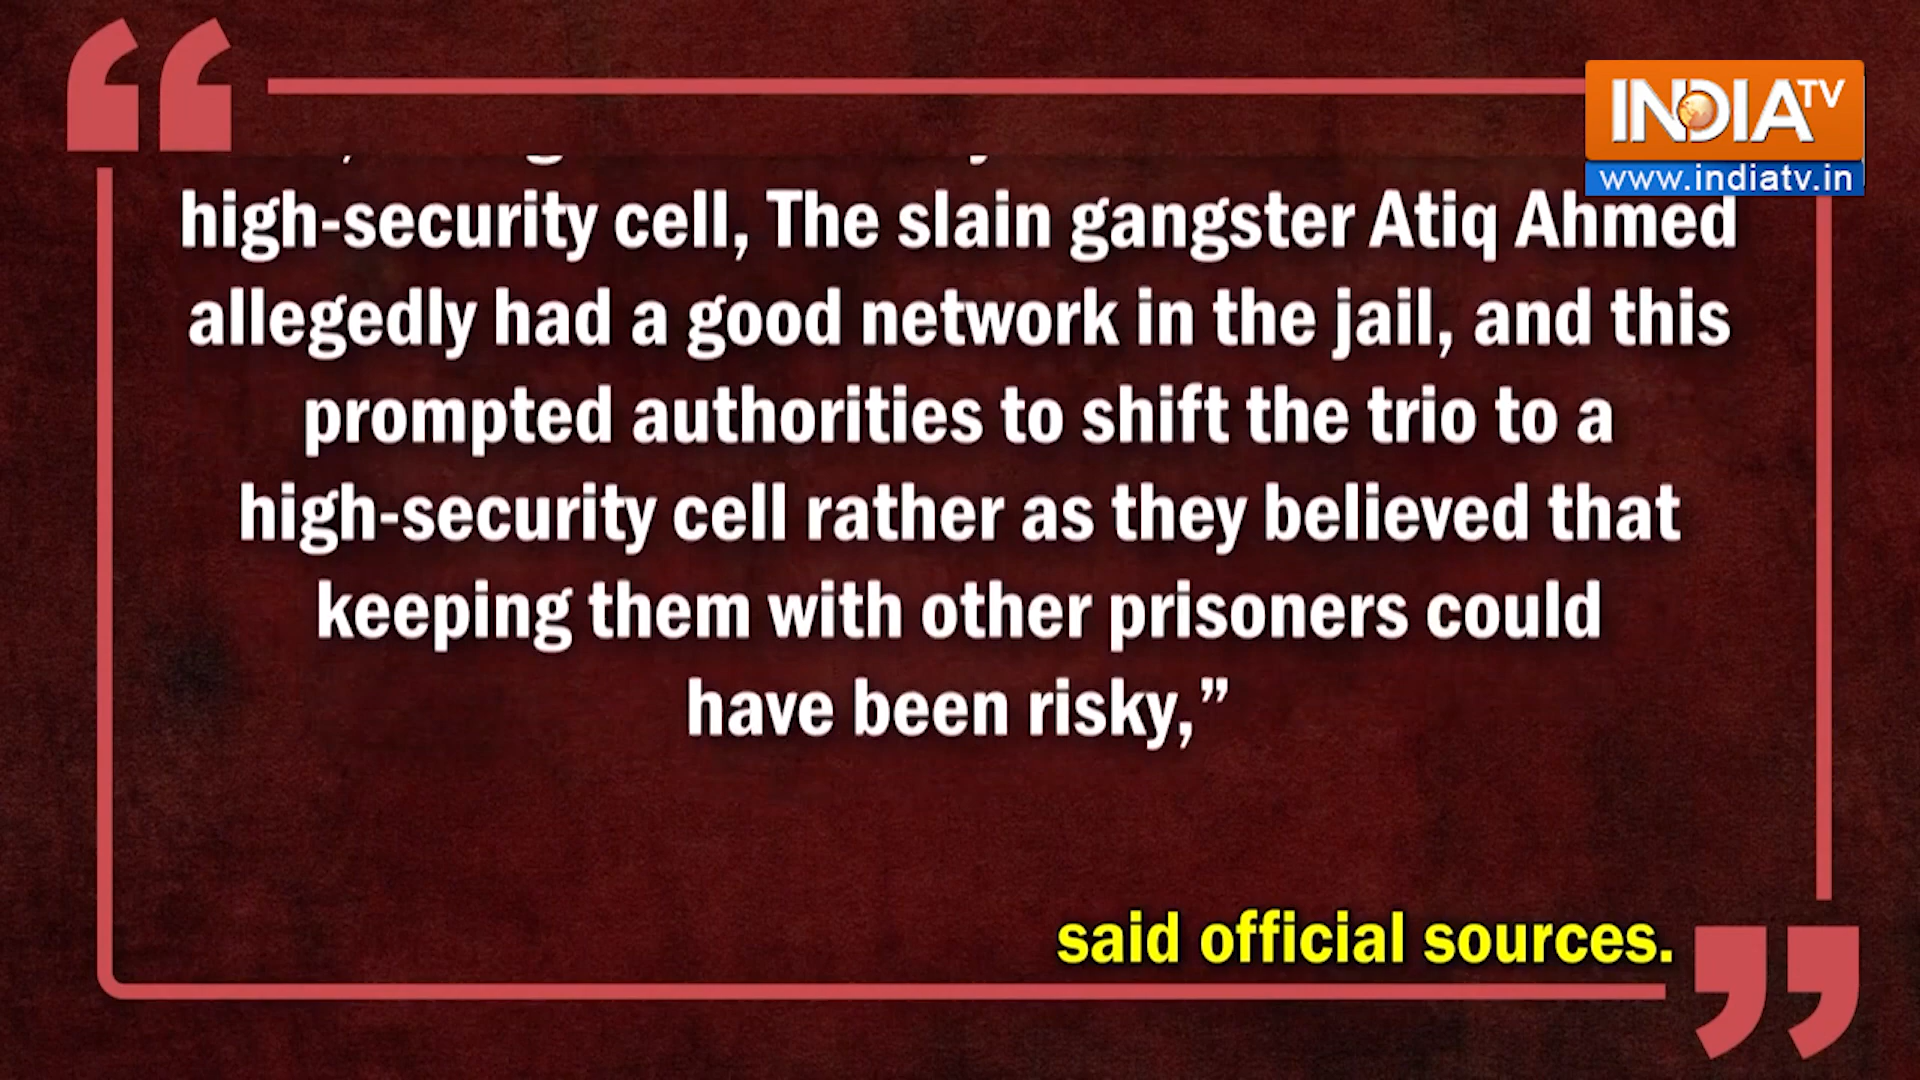 INDIA TV
www.indiatv.in
high-security cell, The slain gangster Atiq Ahmed
allegedly had a good network in the jail, and this
prompted authorities to shift the trio to a
high-security cell rather as they believed that
keeping them with other prisoners could
have been risky,”
said official sources.